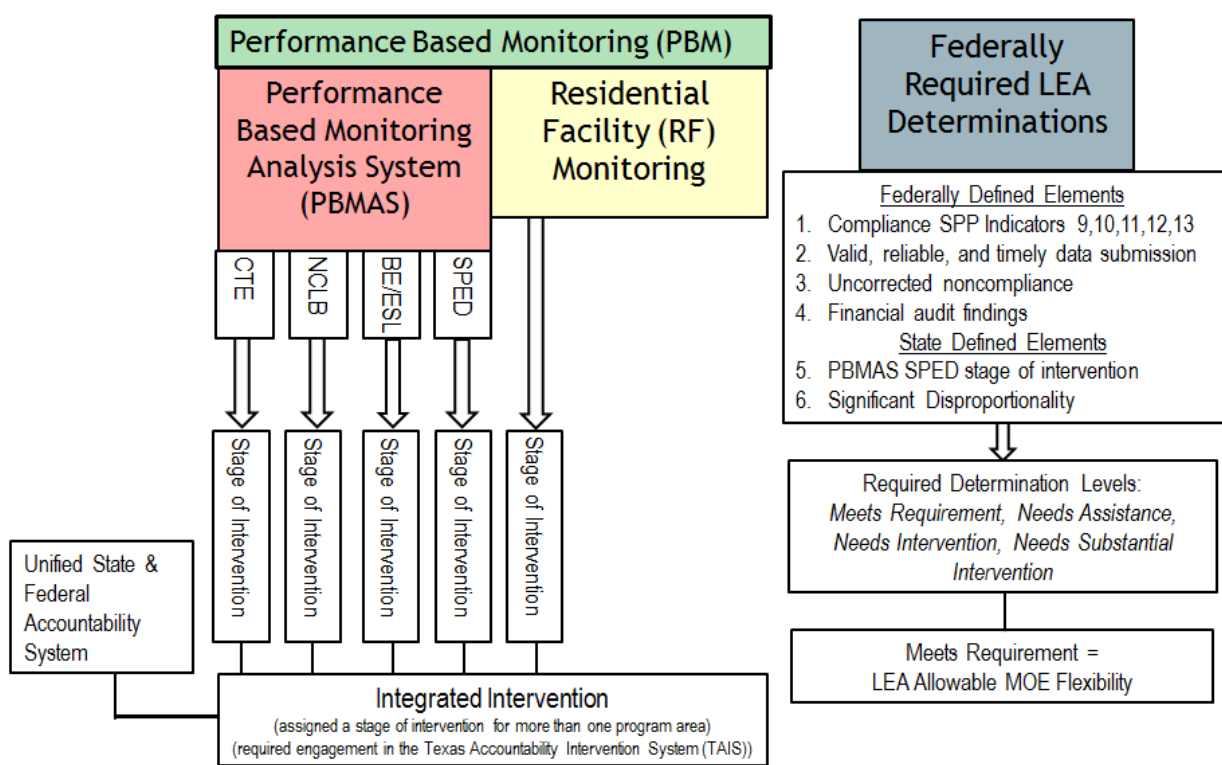 Performance Based Monitoring (PBM)
Performance
Based Monitoring
Analysis System
(PBMAS)
Residential
Facility (RF)
Monitoring
CTE
NCLB
BE/ESL
SPED
Stage of Intervention
Stage of Intervention
Stage of Intervention
Stage of Intervention
Stage of Intervention
Unified State &
Federal
Accountability
System
Integrated Intervention
(assigned a stage of intervention for more than one program area)
(required engagement in the Texas Accountability Intervention System (TAIS))
Federally
Required LEA
Determinations
Federally Defined Elements
1. Compliance SPP Indicators 9,10,11,12,13
2. Valid, reliable, and timely data submission
3. Uncorrected noncompliance
4. Financial audit findings
State Defined Elements
5. PBMAS SPED stage of intervention
6. Significant Disproportionality
Required Determination Levels:
Meets Requirement, Needs Assistance,
Needs Intervention, Needs Substantial
Intervention
Meets Requirement =
LEA Allowable MOE Flexibility